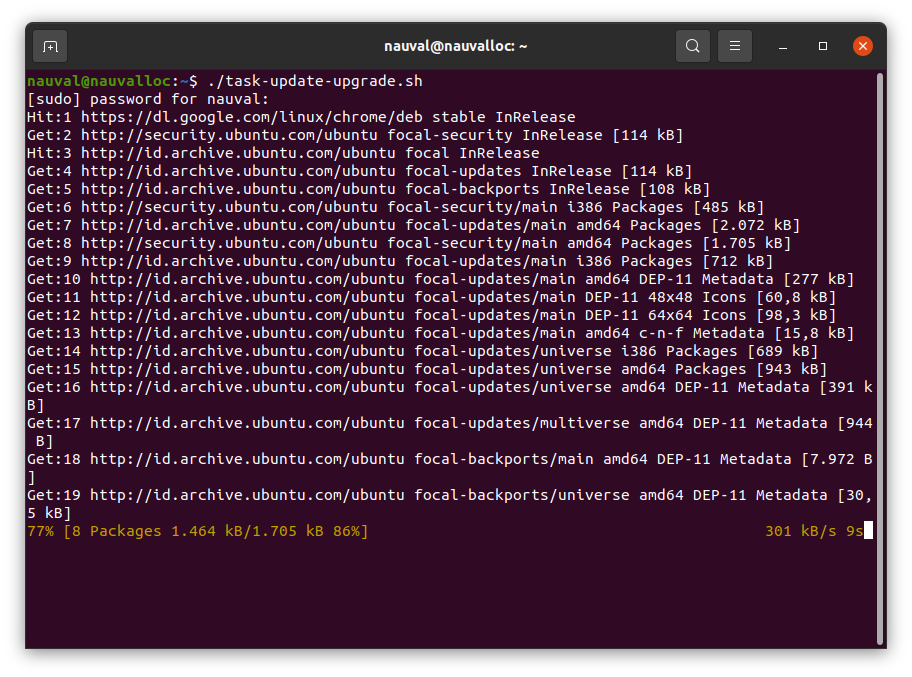 nauval@nauvalloc: ~
nauval@nauvalloc:~$ ./task-update-upgrade.sh
[sudo] password for nauval:
Hit:1 https://dl.google.com/linux/chrome/deb stable InRelease
Get:2 http://security.ubuntu.com/ubuntu focal-security InRelease [114 kB]
Hit:3 http://id.archive.ubuntu.com/ubuntu focal InRelease
Get:4 http://id.archive.ubuntu.com/ubuntu focal-updates InRelease [114 kB]
Get:5 http://id.archive.ubuntu.com/ubuntu focal-backports InRelease [108 kB]
Get:6 http://security.ubuntu.com/ubuntu focal-security/main i386 Packages [485 kB]
Get:7 http://id.archive.ubuntu.com/ubuntu focal-updates/main amd64 Packages [2.072 kB]
Get:8 http://security.ubuntu.com/ubuntu focal-security/main amd64 Packages [1.705 kB]
Get:9 http://id.archive.ubuntu.com/ubuntu focal-updates/main i386 Packages [712 kB]
Get:10 http://id.archive.ubuntu.com/ubuntu focal-updates/main amd64 DEP-11 Metadata [277 kB]
Get:11 http://id.archive.ubuntu.com/ubuntu focal-updates/main DEP-11 48x48 Icons [60,8 kB]
Get:12 http://id.archive.ubuntu.com/ubuntu focal-updates/main DEP-11 64x64 Icons [98,3 kB]
Get:13 http://id.archive.ubuntu.com/ubuntu focal-updates/main amd64 c-n-f Metadata [15,8 kB]
Get:14 http://id.archive.ubuntu.com/ubuntu focal-updates/universe i386 Packages [689 kB]
Get:15 http://id.archive.ubuntu.com/ubuntu focal-updates/universe amd64 Packages [943 kB]
Get:16 http://id.archive.ubuntu.com/ubuntu focal-updates/universe amd64 DEP-11 Metadata [391 k
B]
Get:17 http://id.archive.ubuntu.com/ubuntu focal-updates/multiverse amd64 DEP-11 Metadata [944
 B]
Get:18 http://id.archive.ubuntu.com/ubuntu focal-backports/main amd64 DEP-11 Metadata [7.972 B
]
Get:19 http://id.archive.ubuntu.com/ubuntu focal-backports/universe amd64 DEP-11 Metadata [30,
5 kB]
77% [8 Packages 1.464 kB/1.705 kB 86%] 301 kB/s 9s